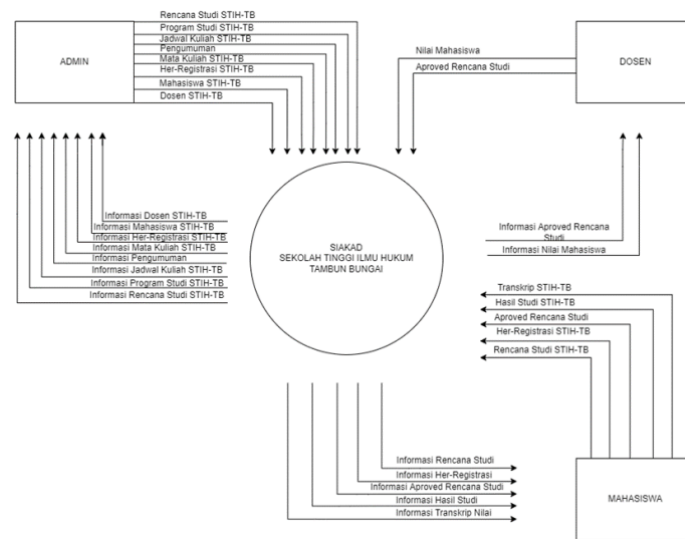 Rencana Studi STIH-TB
Program Studi STIH-TB
Jadwal Kuliah STIH-TB
Pengumuman
Mata Kuliah STIH-TB
Her-Registrasi STIH-TB
Mahasiswa STIH-TB
Dosen STIH-TB
ADMIN
Nilai Mahasiswa
Aproved Rencana Studi
DOSEN
Informasi Dosen STIH-TB
Informasi Mahasiswa STIH-TB
Informasi Her-Registrasi STIH-TB
Informasi Mata Kuliah STIH-TB
Informasi Pengumuman
Informasi Jadwal Kuliah STIH-TB
Informasi Program Studi STIH-TB
Informasi Rencana Studi STIH-TB
SIAKAD
SEKOLAH TINGGI ILMU HUKUM
TAMBUN BUNGAI
Informasi Aproved Rencana
Studi
Informasi Nilai Mahasiswa
Transkrip STIH-TB
Hasil Studi STIH-TB
Aproved Rencana Studi
Her-Registrasi STIH-TB
Rencana Studi STIH-TB
Informasi Rencana Studi
Informasi Her-Registrasi
Informasi Aproved Rencana Studi
Informasi Hasil Studi
Informasi Transkrip Nilai
MAHASISWA